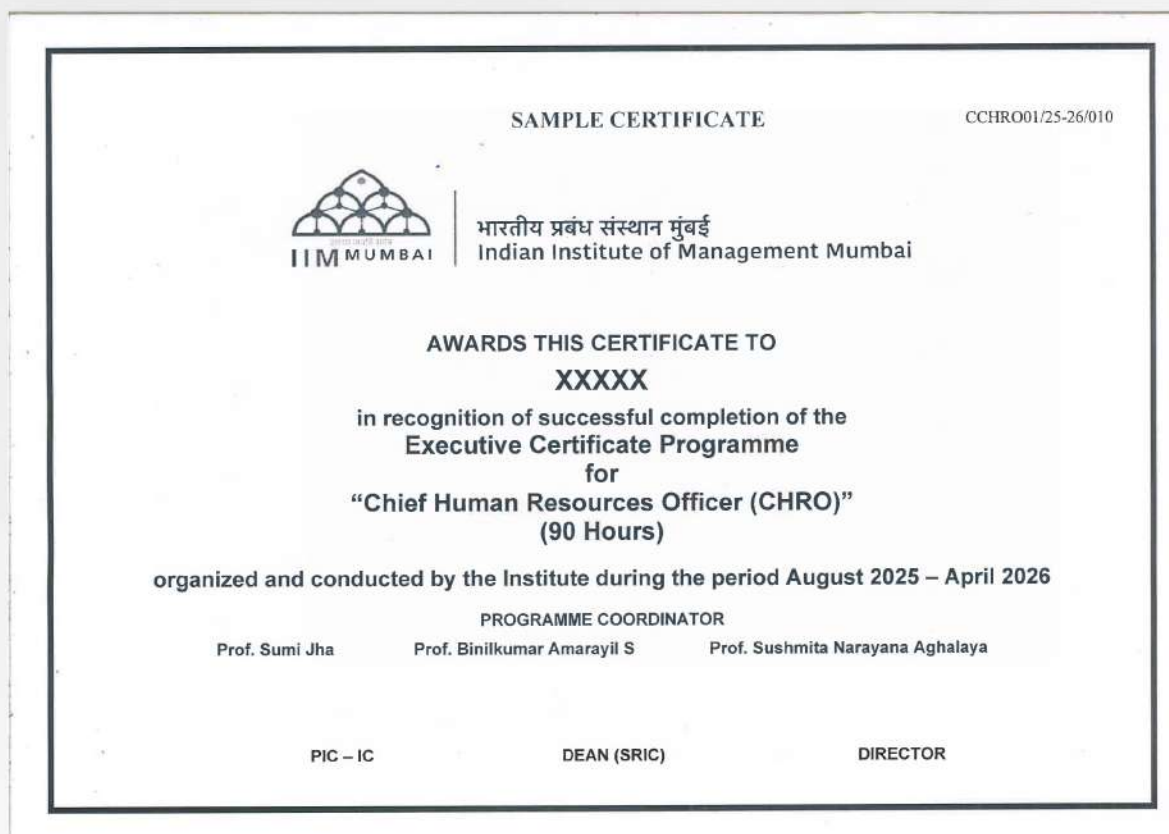 SAMPLE CERTIFICATE
CCHRO01/25-26/010
IIM MUMBAI
भारतीय प्रबंध संस्थान मुंबई
Indian Institute of Management Mumbai
AWARDS THIS CERTIFICATE TO
XXXXX
in recognition of successful completion of the
Executive Certificate Programme
for
“Chief Human Resources Officer (CHRO)”
(90 Hours)
organized and conducted by the Institute during the period August 2025 – April 2026
PROGRAMME COORDINATOR
Prof. Sumi Jha Prof. Binilkumar Amarayil S Prof. Sushmita Narayana Aghalaya
PIC – IC DEAN (SRIC) DIRECTOR